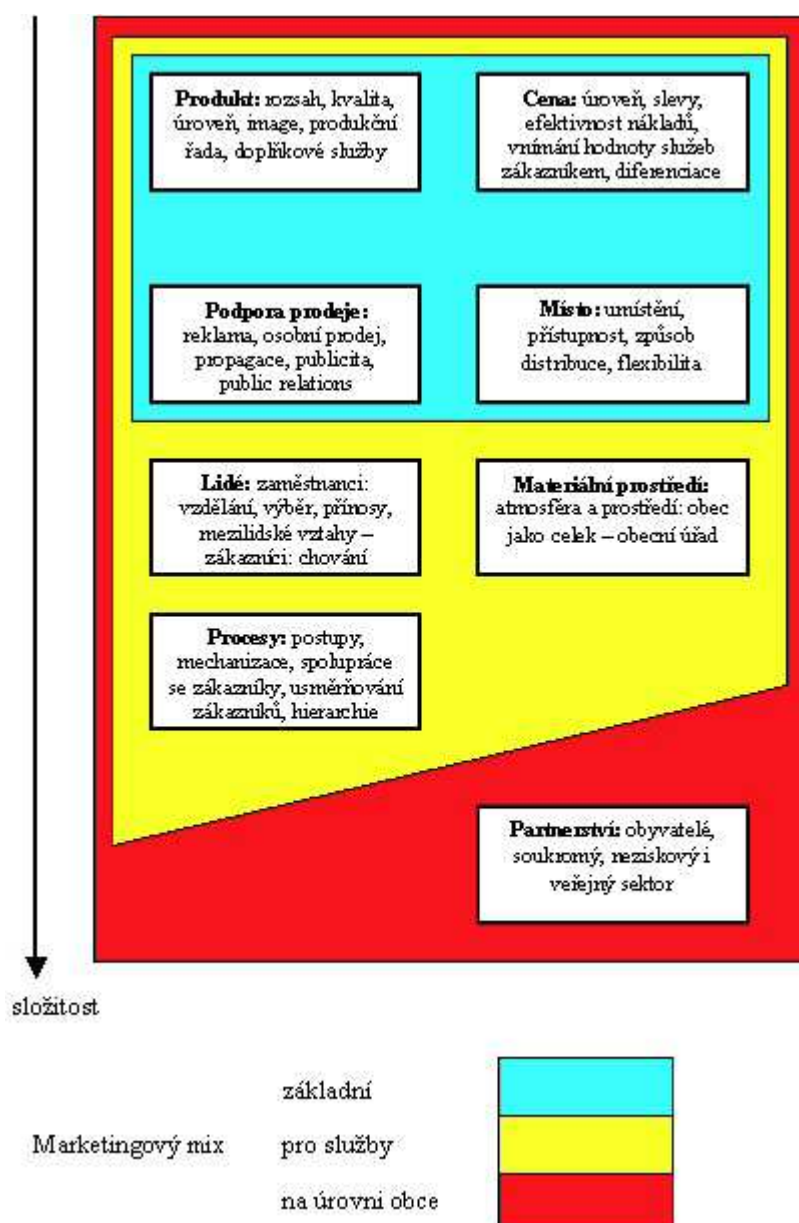 Produkt: rozsah, kvalita,
úroveň, image, produkční
řada, doplňkové služby
Cena: úroveň, slevy,
efektivnost nákladů,
vnímání hodnoty služeb
zákazníkem, diferenciace
Podpora prodeje:
reklama, osobní prodej,
propagace, publicita,
public relations
Místo: umístění,
přístupnost, způsob
distribuce, flexibilita
Lidé: zaměstnanci:
vzdělání, výběr, přínosy,
mezilidské vztahy –
zákazníci: chování
Materiální prostředí:
atmosféra a prostředí: obec
jako celek – obecní úřad
Procesy: postupy,
mechanizace, spolupráce
se zákazníky, usměrňování
zákazníků, hierarchie
Partnerství: obyvatelé,
soukromý, neziskový i
veřejný sektor
složitost
základní
Marketingový mix pro služby
na úrovni obce